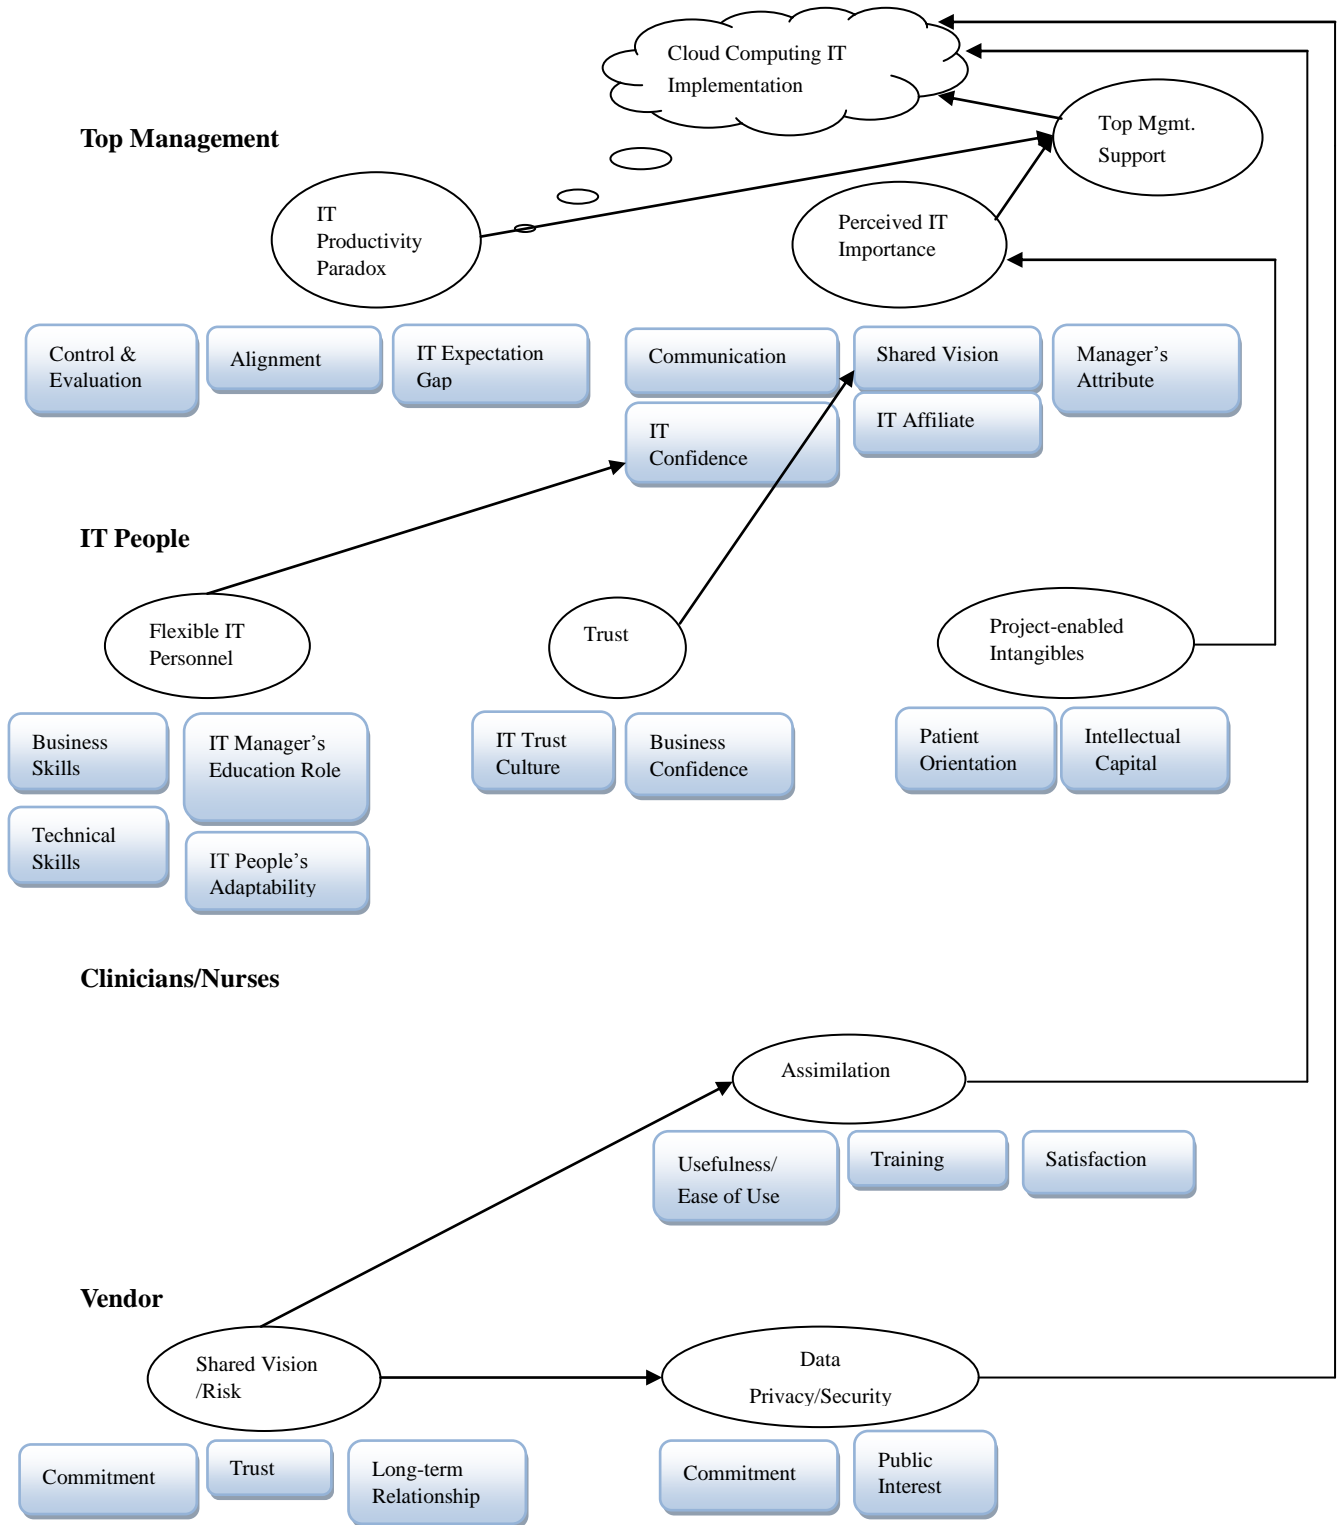 Cloud Computing IT
Implementation
Top Management
Top Mgmt.
Support
IT
Productivity
Paradox
Perceived IT
Importance
Control &
Evaluation
Alignment
IT Expectation
Gap
Communication
Shared Vision
Manager’s
Attribute
IT
Confidence
IT Affiliate
IT People
Flexible IT
Personnel
Trust
Project-enabled
Intangibles
Business
Skills
IT Manager’s
Education Role
IT Trust
Culture
Business
Confidence
Patient
Orientation
Intellectual
Capital
Technical
Skills
IT People’s
Adaptability
Clinicians/Nurses
Assimilation
Usefulness/
Ease of Use
Training
Satisfaction
Vendor
Shared Vision
/Risk
Data
Privacy/Security
Commitment
Trust
Long-term
Relationship
Commitment
Public
Interest